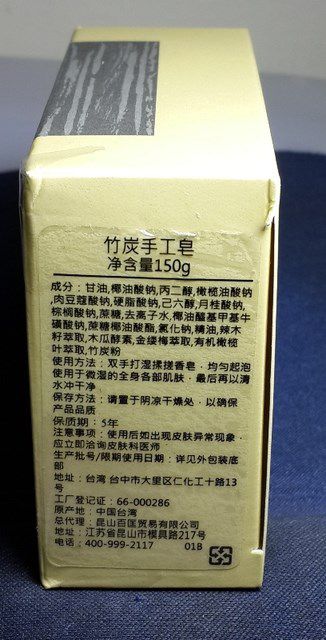 竹炭手工皂
净含量150g
成分：甘油,椰油酸钠,丙二醇,橄榄油酸钠
,肉豆蔻酸钠,硬脂酸钠,己六醇,月桂酸钠,
棕榈酸钠,蔗糖,去离子水,椰油醯基甲基牛
磺酸钠,蔗糖椰油酸酯,氯化钠,精油,辣木
籽萃取,木瓜酵素,金缕梅萃取,有机橄榄
叶萃取,竹炭粉
使用方法：双手打湿揉搓香皂，均匀起泡
使用于微湿的全身各部肌肤，最后再以清
水冲干净
保存方法：请置于阴凉干燥处，以确保
产品品质
保质期：5年
注意事项：使用后如出现皮肤异常现象，
应立即洽询皮肤科医师
生产批号/限期使用日期：详见外包装底
部
地址：台湾 台中市大里区仁化工十路13
号
工厂登记证：66-000286
原产地：中国台湾
总代理：昆山百匡贸易有限公司
地址：江苏省昆山市模具路217号
电话：400-999-2117 01B